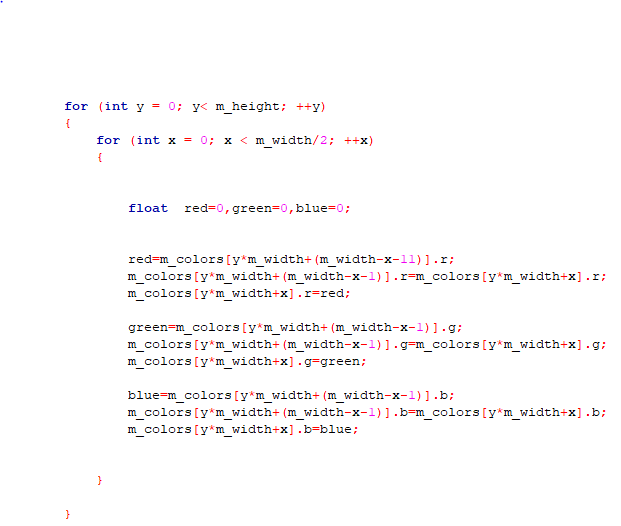 for (int y = 0; y< m_height; ++y)
{
for (int x = 0; x < m_width/2; ++x)
{
float  red=0,green=0,blue=0;
red=m_colors[y*m_width+(m_width-x-11)].r;
m_colors[y*m_width+(m_width-x-1)].r=m_colors[y*m_width+x].r;
m_colors[y*m_width+x].r=red;
green=m_colors[y*m_width+(m_width-x-1)].g;
m_colors[y*m_width+(m_width-x-1)].g=m_colors[y*m_width+x].g;
m_colors[y*m_width+x].g=green;
blue=m_colors[y*m_width+(m_width-x-1)].b;
m_colors[y*m_width+(m_width-x-1)].b=m_colors[y*m_width+x].b;
m_colors[y*m_width+x].b=blue;
}
}